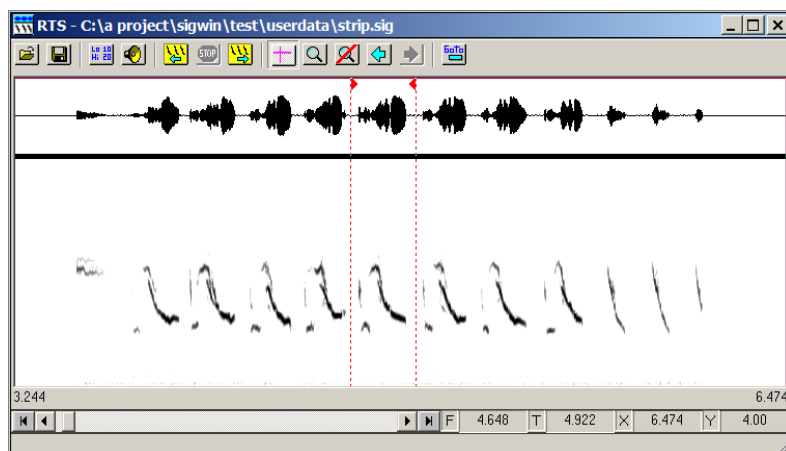 RTS - C:\a project\sigwin\test\userdata\strip.sig
Lo 10
Hi 20
STOP
GoTo
3.244 6.474
F 4.648 T 4.922 X 6.474 Y 4.00